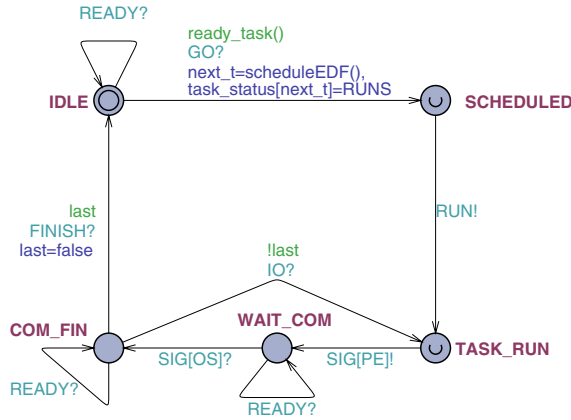 READY?
ready_task()
GO?
next_t=scheduleEDF(),
task_status[next_t]=RUNS
IDLE
SCHEDULED
RUN!
last
FINISH?
last=false
!last
IO?
COM_FIN
WAIT_COM
TASK_RUN
SIG[OS]?
SIG[PE]!
READY?
READY?